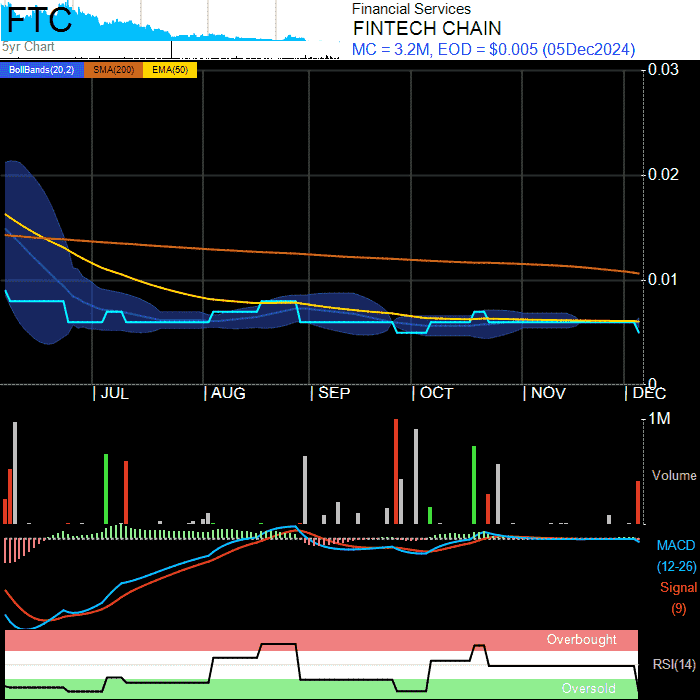 FTC
5yr Chart
Financial Services
FINTECH CHAIN
MC = 3.2M, EOD = $0.005 (05Dec2024)
BollBands(20,2) SMA(200) EMA(50)
0.03
0.02
0.01
0
| JUL | AUG | SEP | OCT | NOV | DEC
1M
Volume
MACD
(12-26)
Signal
(9)
Overbought
RSI(14)
Oversold